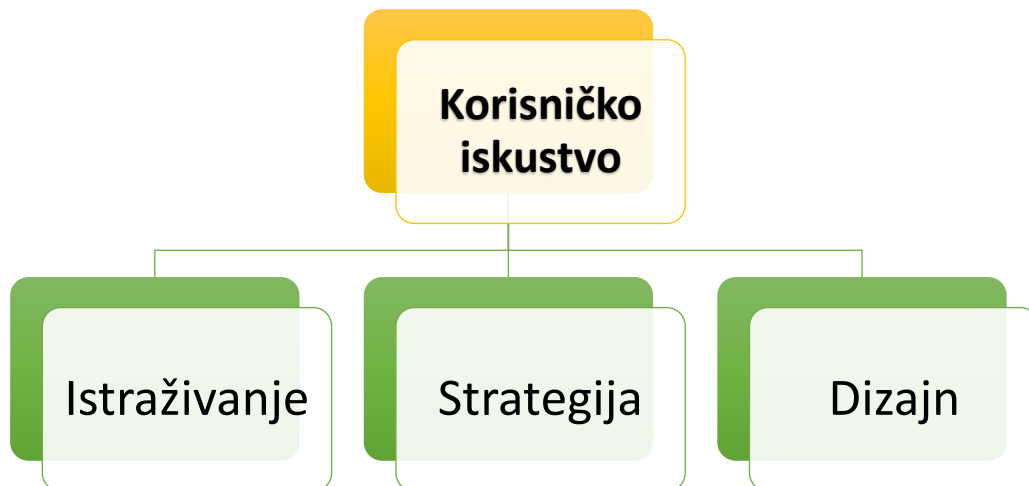 Korisničko
iskustvo
Istraživanje
Strategija
Dizajn